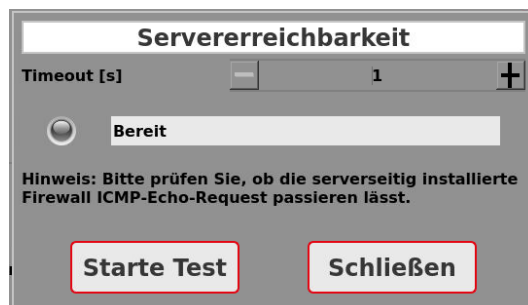 Servererreichbarkeit
Timeout [s] 1
Bereit
Hinweis: Bitte prüfen Sie, ob die serverseitig installierte
Firewall ICMP-Echo-Request passieren lässt.
Starte Test Schließen